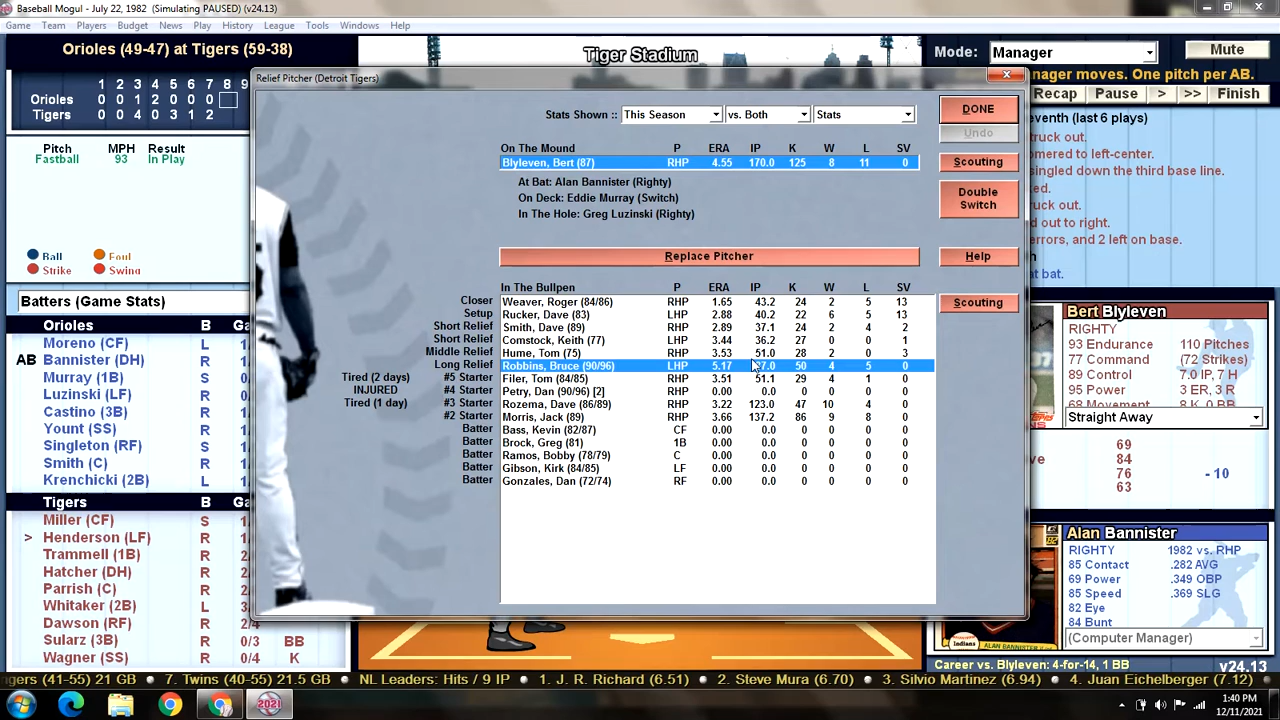 Baseball Mogul - July 22, 1982 (Simulating PAUSED) (v24.13)
Game Team Players Budget News Play History League Tools Windows Help
Orioles (49-47) at Tigers (59-38)
1 2 3 4 5 6 7 8 9
Orioles 0 0 1 2 0 0 0
Tigers 0 4 0 3 1 2
Pitch MPH Result
Fastball 93 In Play
Ball Foul
Strike Swing
Batters (Game Stats)
Orioles B
Moreno (CF) S
AB Bannister (DH) R
Murray (1B) S
Luzinski (LF) R
Castino (3B) R
Yount (SS) R
Singleton (RF) S
Smith (C) R
Krenchicki (2B) L
Tigers B
Miller (CF) S
> Henderson (LF) R
Trammell (1B) R
Hatcher (DH) R
Parrish (C) R
Whitaker (2B) L
Dawson (RF) R
Sularz (3B) R 0/3 BB
Wagner (SS) R 0/4 K
Tiger Stadium
Relief Pitcher (Detroit Tigers)
Stats Shown :: This Season vs. Both Stats
DONE
Undo
Scouting
Double Switch
Help
Scouting
On The Mound P ERA IP K W L SV
Blyleven, Bert (87) RHP 4.55 170.0 125 8 11 0
At Bat: Alan Bannister (Righty)
On Deck: Eddie Murray (Switch)
In The Hole: Greg Luzinski (Righty)
Replace Pitcher
In The Bullpen P ERA IP K W L SV
Closer Weaver, Roger (84/86) RHP 1.65 43.2 24 2 5 13
Setup Rucker, Dave (83) LHP 2.88 40.2 22 6 5 13
Short Relief Smith, Dave (89) RHP 2.89 37.1 24 2 4 2
Short Relief Comstock, Keith (77) LHP 3.44 36.2 27 0 0 1
Middle Relief Hume, Tom (75) RHP 3.53 51.0 28 2 0 3
Long Relief Robbins, Bruce (90/96) LHP 5.17 7.0 50 4 5 0
Tired (2 days) #5 Starter Filer, Tom (84/85) RHP 3.51 51.1 29 4 1 0
INJURED #4 Starter Petry, Dan (90/96) [2] RHP 0.00 0.0 0 0 0 0
Tired (1 day) #3 Starter Rozema, Dave (86/89) RHP 3.22 123.0 47 10 4 0
#2 Starter Morris, Jack (89) RHP 3.66 137.2 86 9 8 0
Batter Bass, Kevin (82/87) CF 0.00 0.0 0 0 0 0
Batter Brock, Greg (81) 1B 0.00 0.0 0 0 0 0
Batter Ramos, Bobby (78/79) C 0.00 0.0 0 0 0 0
Batter Gibson, Kirk (84/85) LF 0.00 0.0 0 0 0 0
Batter Gonzales, Dan (72/74) RF 0.00 0.0 0 0 0 0
Mode: Manager Mute
nager moves. One pitch per AB.
Recap Pause > >> Finish
eventh (last 6 plays)
truck out.
omered to left-center.
singled down the third base line.
ed.
ruck out.
d out to right.
errors, and 2 left on base.
h
at bat.
Bert Blyleven
RIGHTY
92 Endurance 110 Pitches
77 Command (72 Strikes)
89 Control 7.0 IP, 7 H
95 Power 3 ER, 3 R
68 Movement 8 K, 0 BB
Straight Away
69
ve 84
76 - 10
63
Alan Bannister
RIGHTY 1982 vs. RHP
85 Contact .282 AVG
69 Power .349 OBP
85 Speed .369 SLG
82 Eye
84 Bunt
(Computer Manager)
Indians
ALAN BANNISTER
Career vs. Blyleven: 4-for-14, 1 BB v24.13
igers (41-55) 21 GB • 7. Twins (40-55) 21.5 GB NL Leaders: Hits / 9 IP • 1. J. R. Richard (6.51) • 2. Steve Mura (6.70) • 3. Silvio Martinez (6.94) • 4. Juan Eichelberger (7.12) •
2021
1:40 PM
12/11/2021